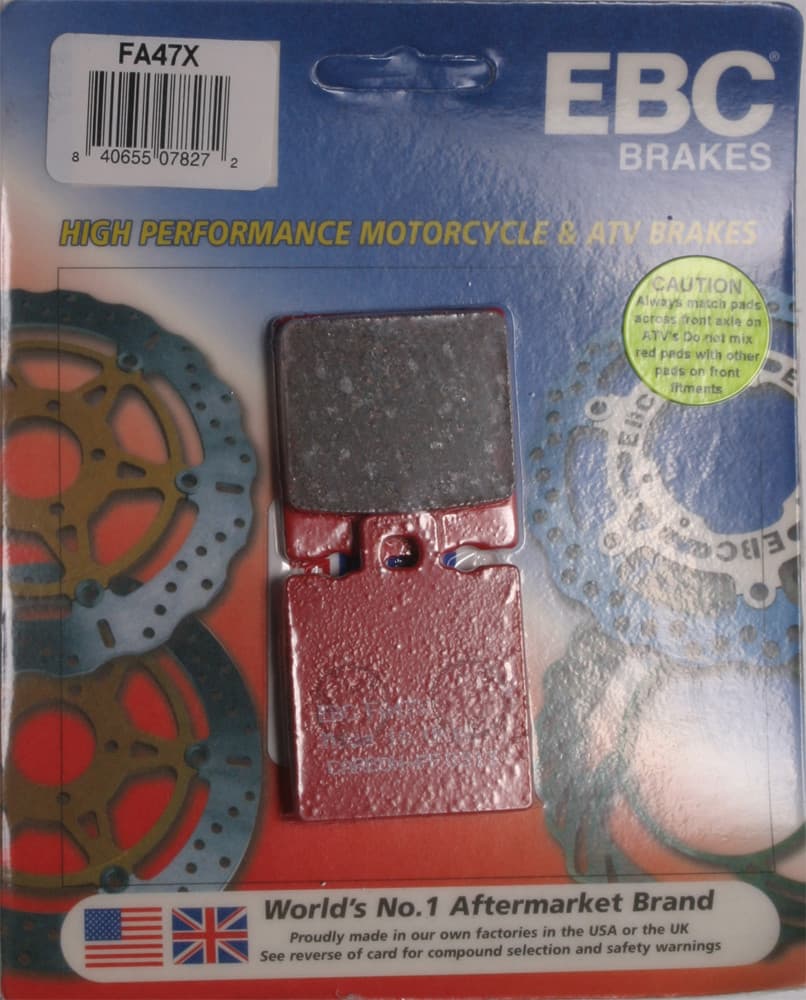 FA47X
8 40655 07827 2
EBC®
BRAKES
HIGH PERFORMANCE MOTORCYCLE & ATV BRAKES
CAUTION
Always match pads
across front axle on
ATV's Do not mix
red pads with other
pads on front
fitments
EBC
EBC
World's No.1 Aftermarket Brand
Proudly made in our own factories in the USA or the UK
See reverse of card for compound selection and safety warnings